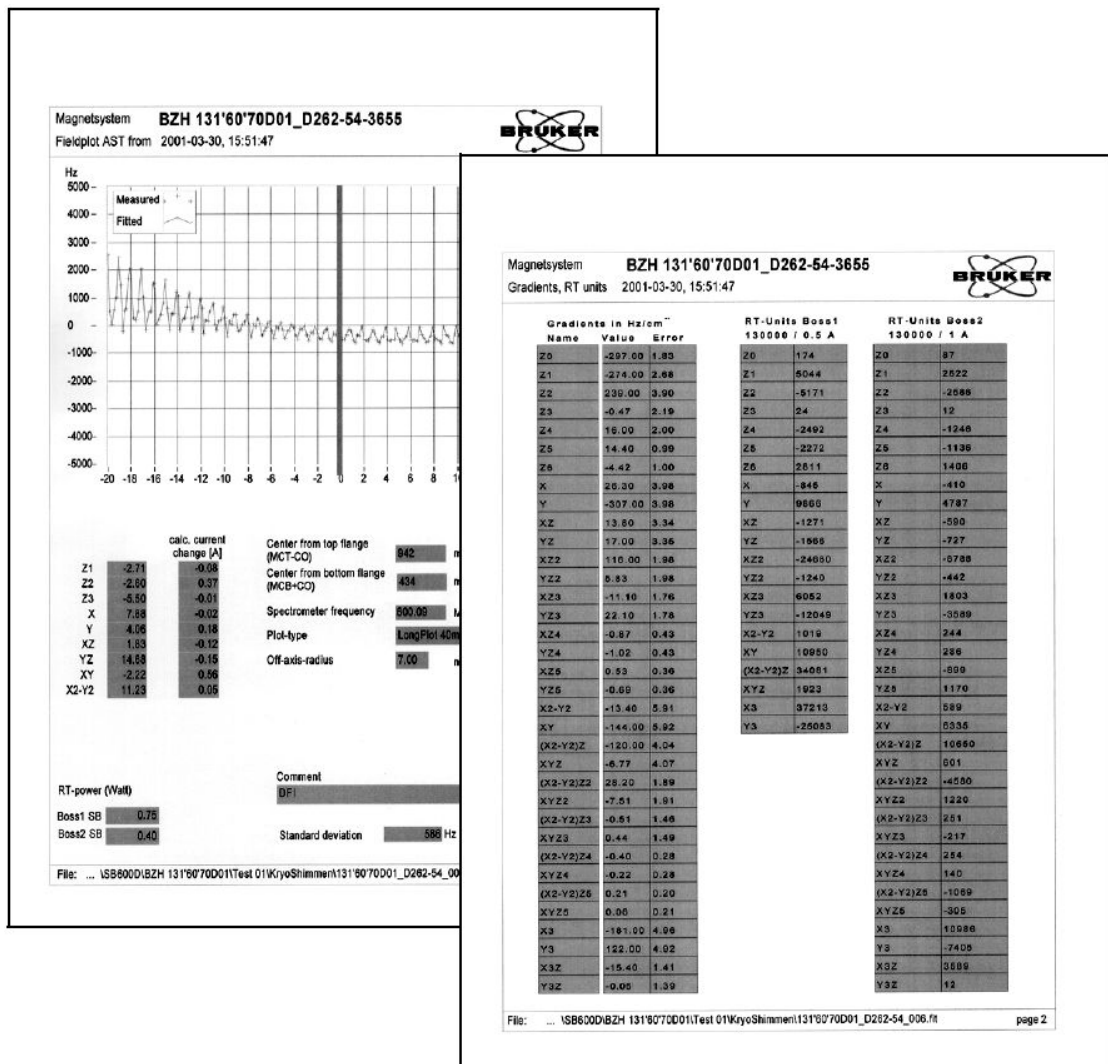 Magnetsystem BZH 131'60'70D01_D262-54-3655
Fieldplot AST from 2001-03-30, 15:51:47
BRUKER
Hz
5000
4000
3000
2000
1000
0
-1000
-2000
-3000
-4000
-5000
Measured
Fitted
-20 -18 -16 -14 -12 -10 -8 -6 -4 -2 0 2 4 6 8
calc. current
change [A]
Z1 -2.71 -0.08
Z2 -2.60 0.37
Z3 -5.50 -0.01
X 7.88 -0.02
Y 4.06 0.18
XZ 1.83 -0.12
YZ 14.68 -0.15
XY -2.22 0.56
X2-Y2 11.23 0.05
Center from top flange
(MCT-CO) 942
Center from bottom flange
(MCB+CO) 434
Spectrometer frequency 600.09
Plot-type LongPlot 40m
Off-axis-radius 7.00
RT-power (Watt)
Boss1 SB 0.75
Boss2 SB 0.40
Comment
DFI
Standard deviation 586 Hz
File: ... \SB600D\BZH 131'60'70D01\Test 01\KryoShimmen\131'60'70D01_D262-54_00
Magnetsystem BZH 131'60'70D01_D262-54-3655
Gradients, RT units 2001-03-30, 15:51:47
BRUKER
Gradients in Hz/cm
Name Value Error
Z0 -297.00 1.83
Z1 -274.00 2.68
Z2 239.00 3.90
Z3 -0.47 2.19
Z4 16.00 2.00
Z5 14.40 0.99
Z6 -4.42 1.00
X 26.30 3.98
Y -307.00 3.98
XZ 13.80 3.34
YZ 17.00 3.35
XZ2 116.00 1.98
YZ2 5.83 1.98
XZ3 -11.10 1.76
YZ3 22.10 1.78
XZ4 -0.87 0.43
YZ4 -1.02 0.43
XZ5 0.53 0.36
YZ5 -0.69 0.36
X2-Y2 -13.40 5.91
XY -144.00 5.92
(X2-Y2)Z -120.00 4.04
XYZ -6.77 4.07
(X2-Y2)Z2 28.20 1.89
XYZ2 -7.51 1.91
(X2-Y2)Z3 -0.51 1.46
XYZ3 0.44 1.49
(X2-Y2)Z4 -0.40 0.28
XYZ4 -0.22 0.28
(X2-Y2)Z5 0.21 0.20
XYZ5 0.06 0.21
X3 -181.00 4.96
Y3 122.00 4.92
X3Z -15.40 1.41
Y3Z -0.05 1.39
RT-Units Boss1
130000 / 0.5 A
Z0 174
Z1 5044
Z2 -5171
Z3 24
Z4 -2492
Z5 -2272
Z6 2811
X -845
Y 9866
XZ -1271
YZ
XZ2 -24650
YZ2 -1240
XZ3 6052
YZ3 -12049
X2-Y2 1019
XY 10950
(X2-Y2)Z 34081
XYZ 1923
X3 37213
Y3
RT-Units Boss2
130000 / 1 A
Z0 87
Z1 2522
Z2
Z3 12
Z4 -1246
Z5 -1136
Z6 1406
X -410
Y 4787
XZ -590
YZ -727
XZ2
YZ2 -442
XZ3 1803
YZ3 -3589
XZ4 244
YZ4 286
XZ5 -899
YZ5 1170
X2-Y2 589
XY 6335
(X2-Y2)Z 10650
XYZ 601
(X2-Y2)Z2
XYZ2 1220
(X2-Y2)Z3 251
XYZ3 -217
(X2-Y2)Z4 254
XYZ4 140
(X2-Y2)Z5 -1069
XYZ5 -305
X3 10986
Y3
X3Z
Y3Z 12
File: ... \SB600D\BZH 131'60'70D01\Test 01\KryoShimmen\131'60'70D01_D262-54_006.fit page 2